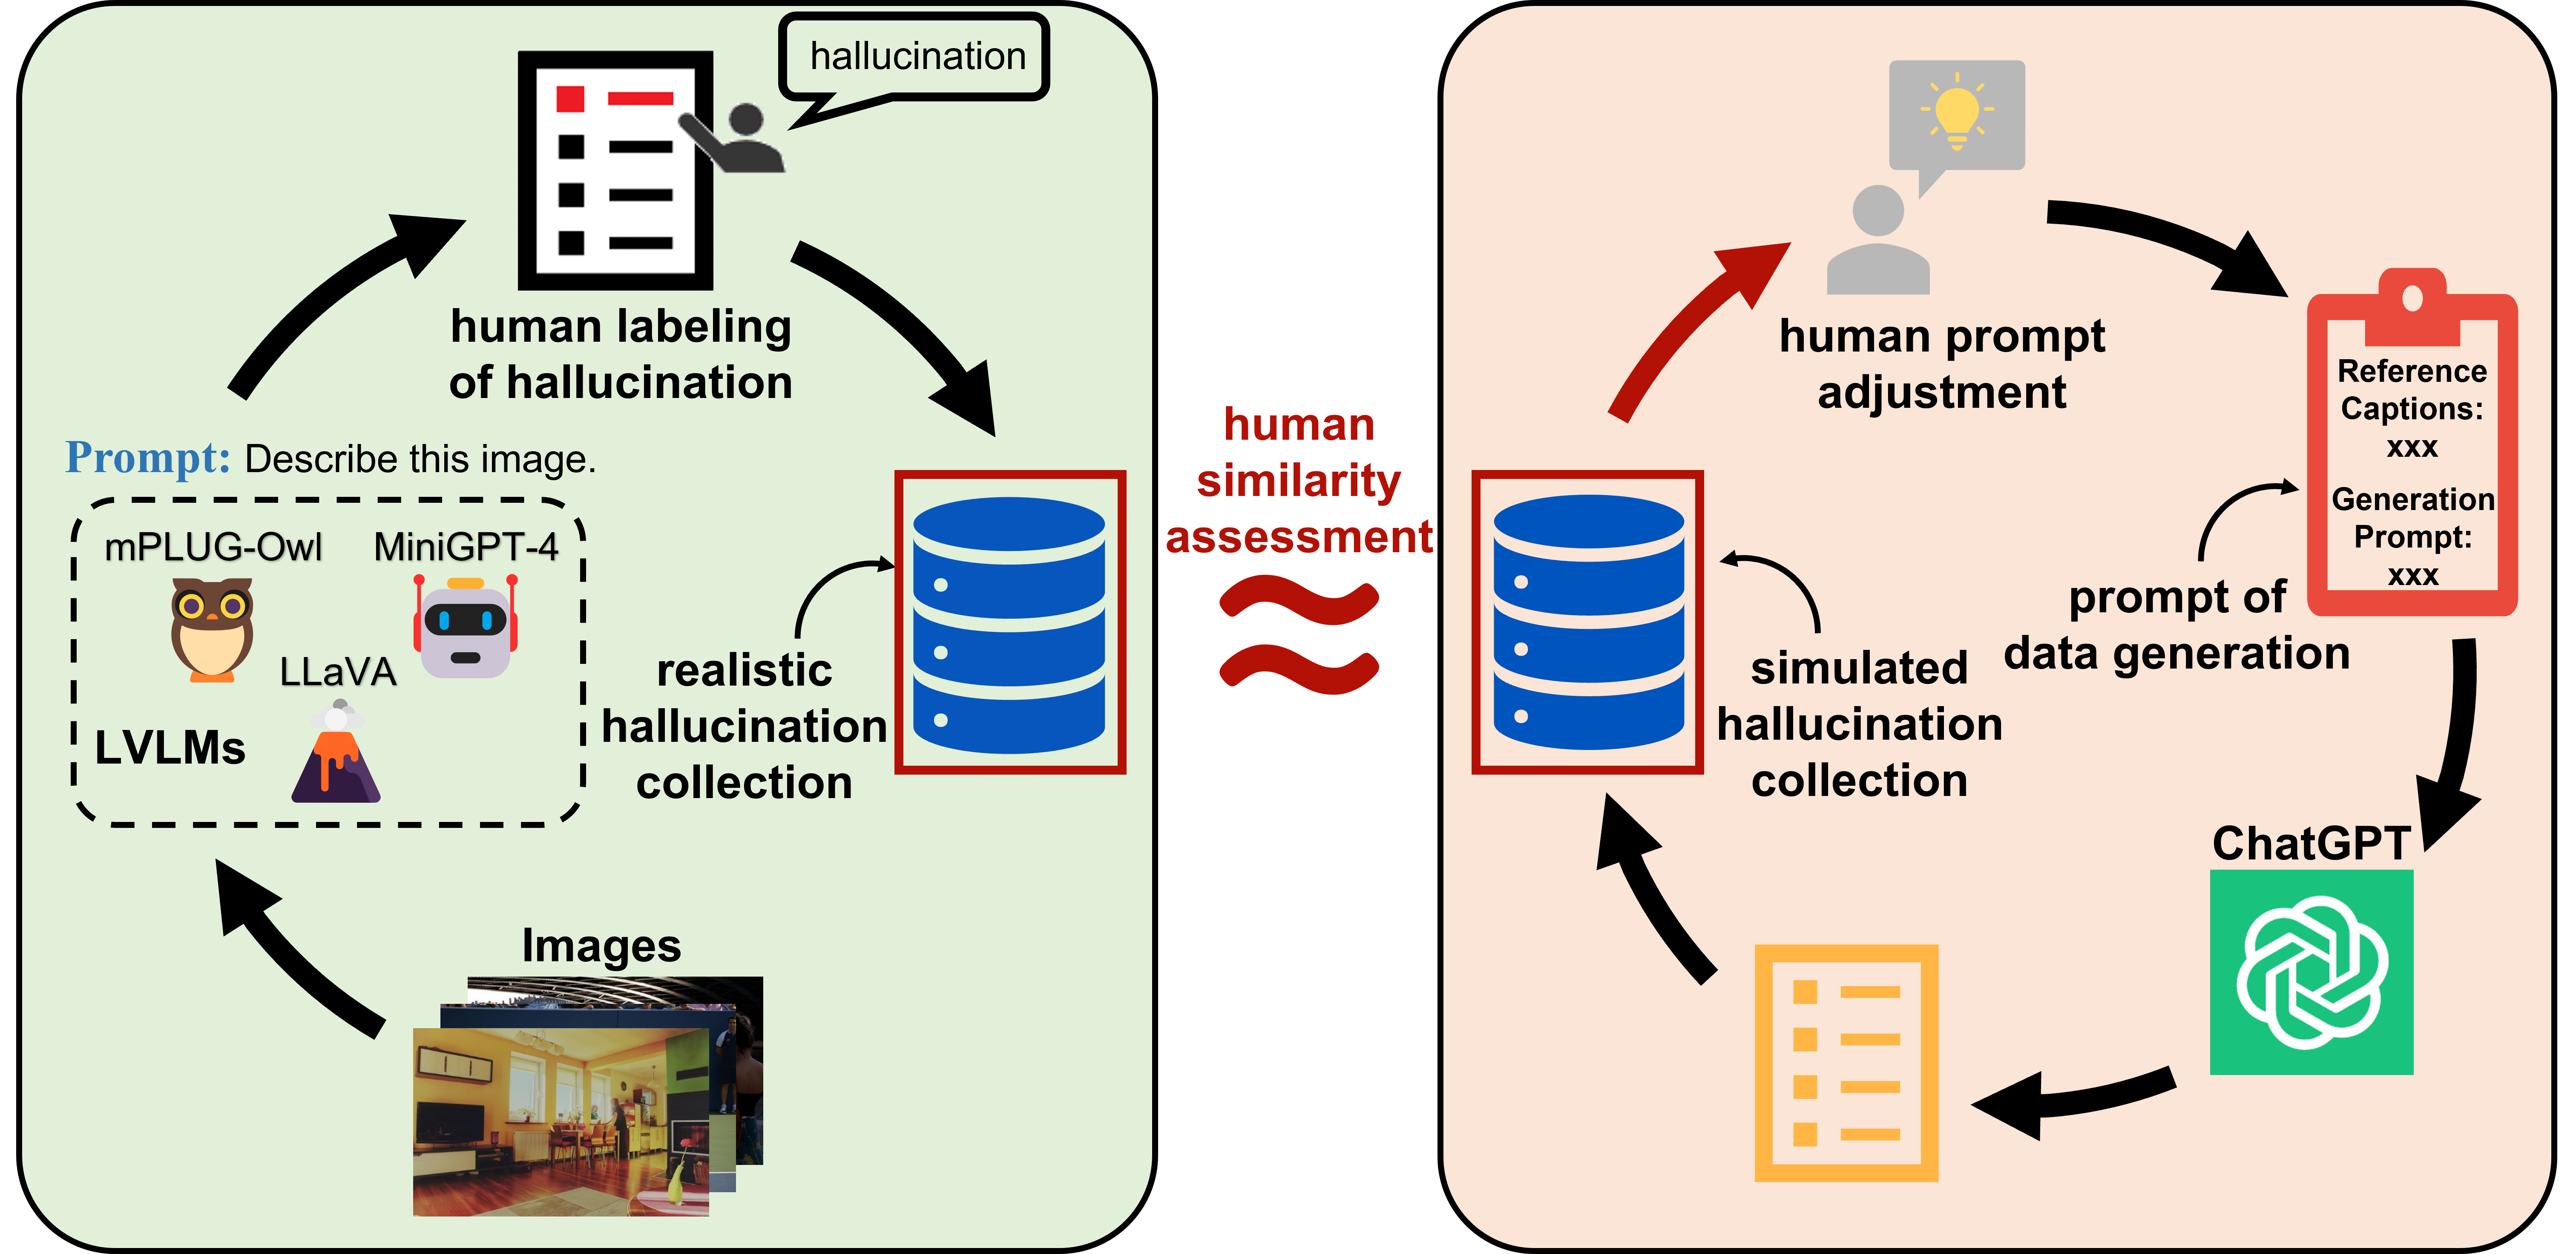 hallucination
human labeling
of hallucination
Prompt: Describe this image.
mPLUG-Owl
MiniGPT-4
LLaVA
LVLMs
realistic
hallucination
collection
Images
human
similarity
assessment
human prompt
adjustment
Reference
Captions:
xxx
Generation
Prompt:
xxx
prompt of
data generation
simulated
hallucination
collection
ChatGPT